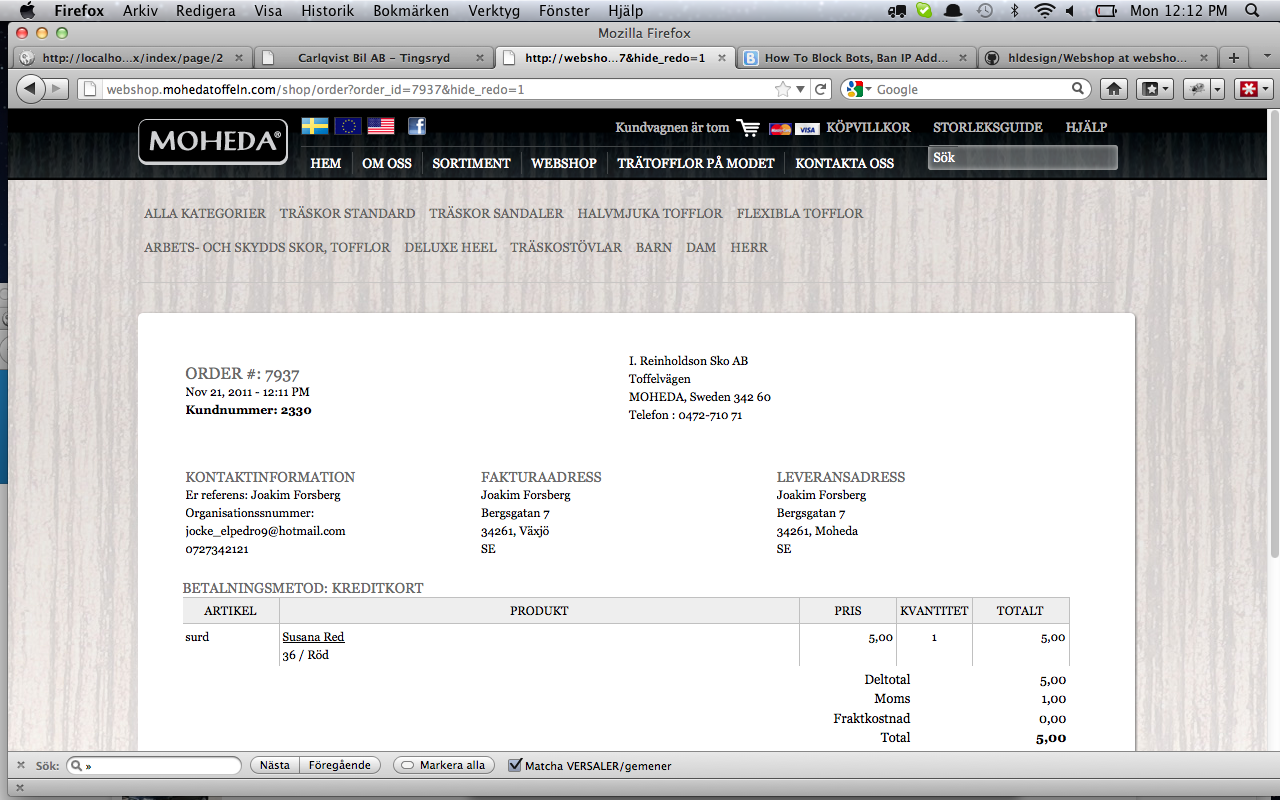 Firefox Arkiv Redigera Visa Historik Bokmärken Verktyg Fönster Hjälp Mon 12:12 PM
Mozilla Firefox
http://localho...x/index/page/2 Carlqvist Bil AB – Tingsryd http://websho...7&hide_redo=1 How To Block Bots, Ban IP Add... hldesign/Webshop at websho...
webshop.mohedatoffeln.com/shop/order?order_id=7937&hide_redo=1 Google
MOHEDA® Kundvagnen är tom MasterCard VISA KÖPVILLKOR STORLEKSGUIDE HJÄLP
HEM OM OSS SORTIMENT WEBSHOP TRÄTOFFLOR PÅ MODET KONTAKTA OSS Sök
ALLA KATEGORIER TRÄSKOR STANDARD TRÄSKOR SANDALER HALVMJUKA TOFFLOR FLEXIBLA TOFFLOR
ARBETS- OCH SKYDDS SKOR, TOFFLOR DELUXE HEEL TRÄSKOSTÖVLAR BARN DAM HERR
ORDER #: 7937
Nov 21, 2011 - 12:11 PM
Kundnummer: 2330
I. Reinholdson Sko AB
Toffelvägen
MOHEDA, Sweden 342 60
Telefon : 0472-710 71
KONTAKTINFORMATION
Er referens: Joakim Forsberg
Organisationssnummer:
jocke_elpedro9@hotmail.com
0727342121
FAKTURAADRESS
Joakim Forsberg
Bergsgatan 7
34261, Växjö
SE
LEVERANSADRESS
Joakim Forsberg
Bergsgatan 7
34261, Moheda
SE
BETALNINGSMETOD: KREDITKORT
ARTIKEL PRODUKT PRIS KVANTITET TOTALT
surd Susana Red 5,00 1 5,00
36 / Röd
Deltotal 5,00
Moms 1,00
Fraktkostnad 0,00
Total 5,00
Sök: » Nästa Föregående Markera alla Matcha VERSALER/gemener